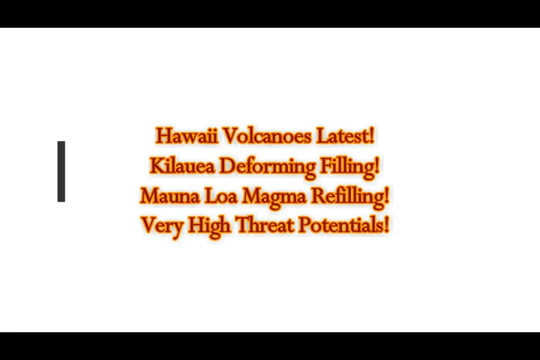 Hawaii Volcanoes Latest!
Kilauea Deforming Filling!
Mauna Loa Magma Refilling!
Very High Threat Potentials!